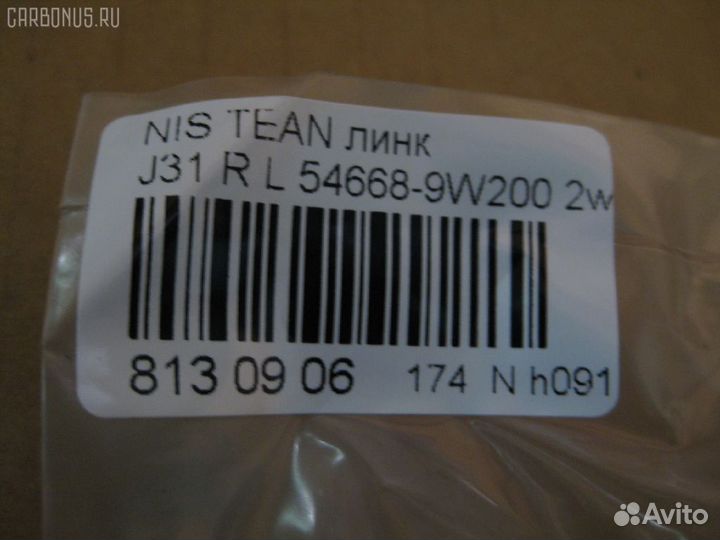 CARBONUS.RU
NIS TEAN линк
J31 R L 54668-9W200 2w
813 09 06 174 N h091
Avito